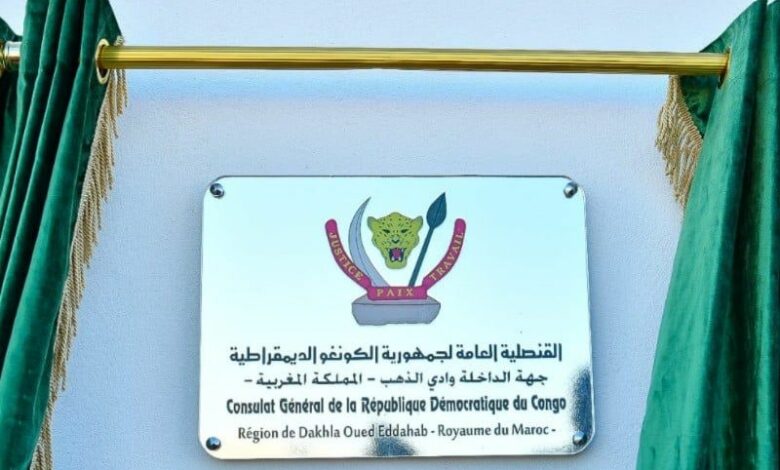 JUSTICE PAIX TRAVAIL
القنصلية العامة لجمهورية الكونغو الديمقراطية
جهة الداخلة وادي الذهب - المملكة المغربية -
Consulat Général de la République Démocratique du Congo
Région de Dakhla Oued Eddahab - Royaume du Maroc -